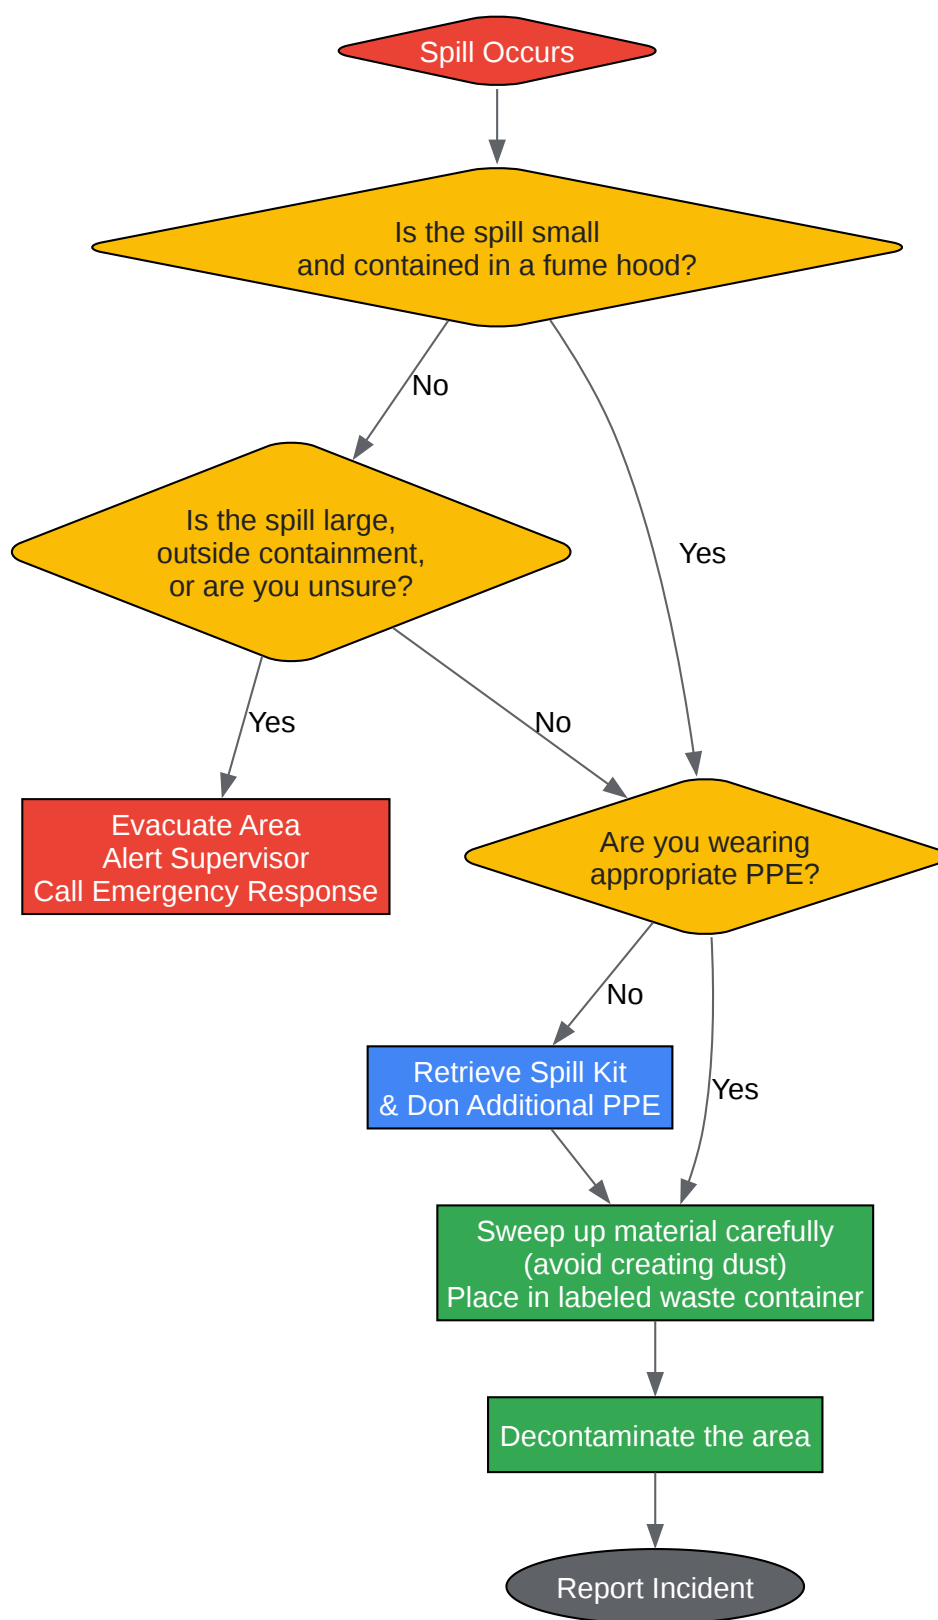 Spill Occurs
Is the spill small
and contained in a fume hood?
No
Is the spill large,
outside containment,
or are you unsure?
Yes
Yes
No
Evacuate Area
Alert Supervisor
Call Emergency Response
Are you wearing
appropriate PPE?
No
Retrieve Spill Kit
& Don Additional PPE
Yes
Sweep up material carefully
(avoid creating dust)
Place in labeled waste container
Decontaminate the area
Report Incident